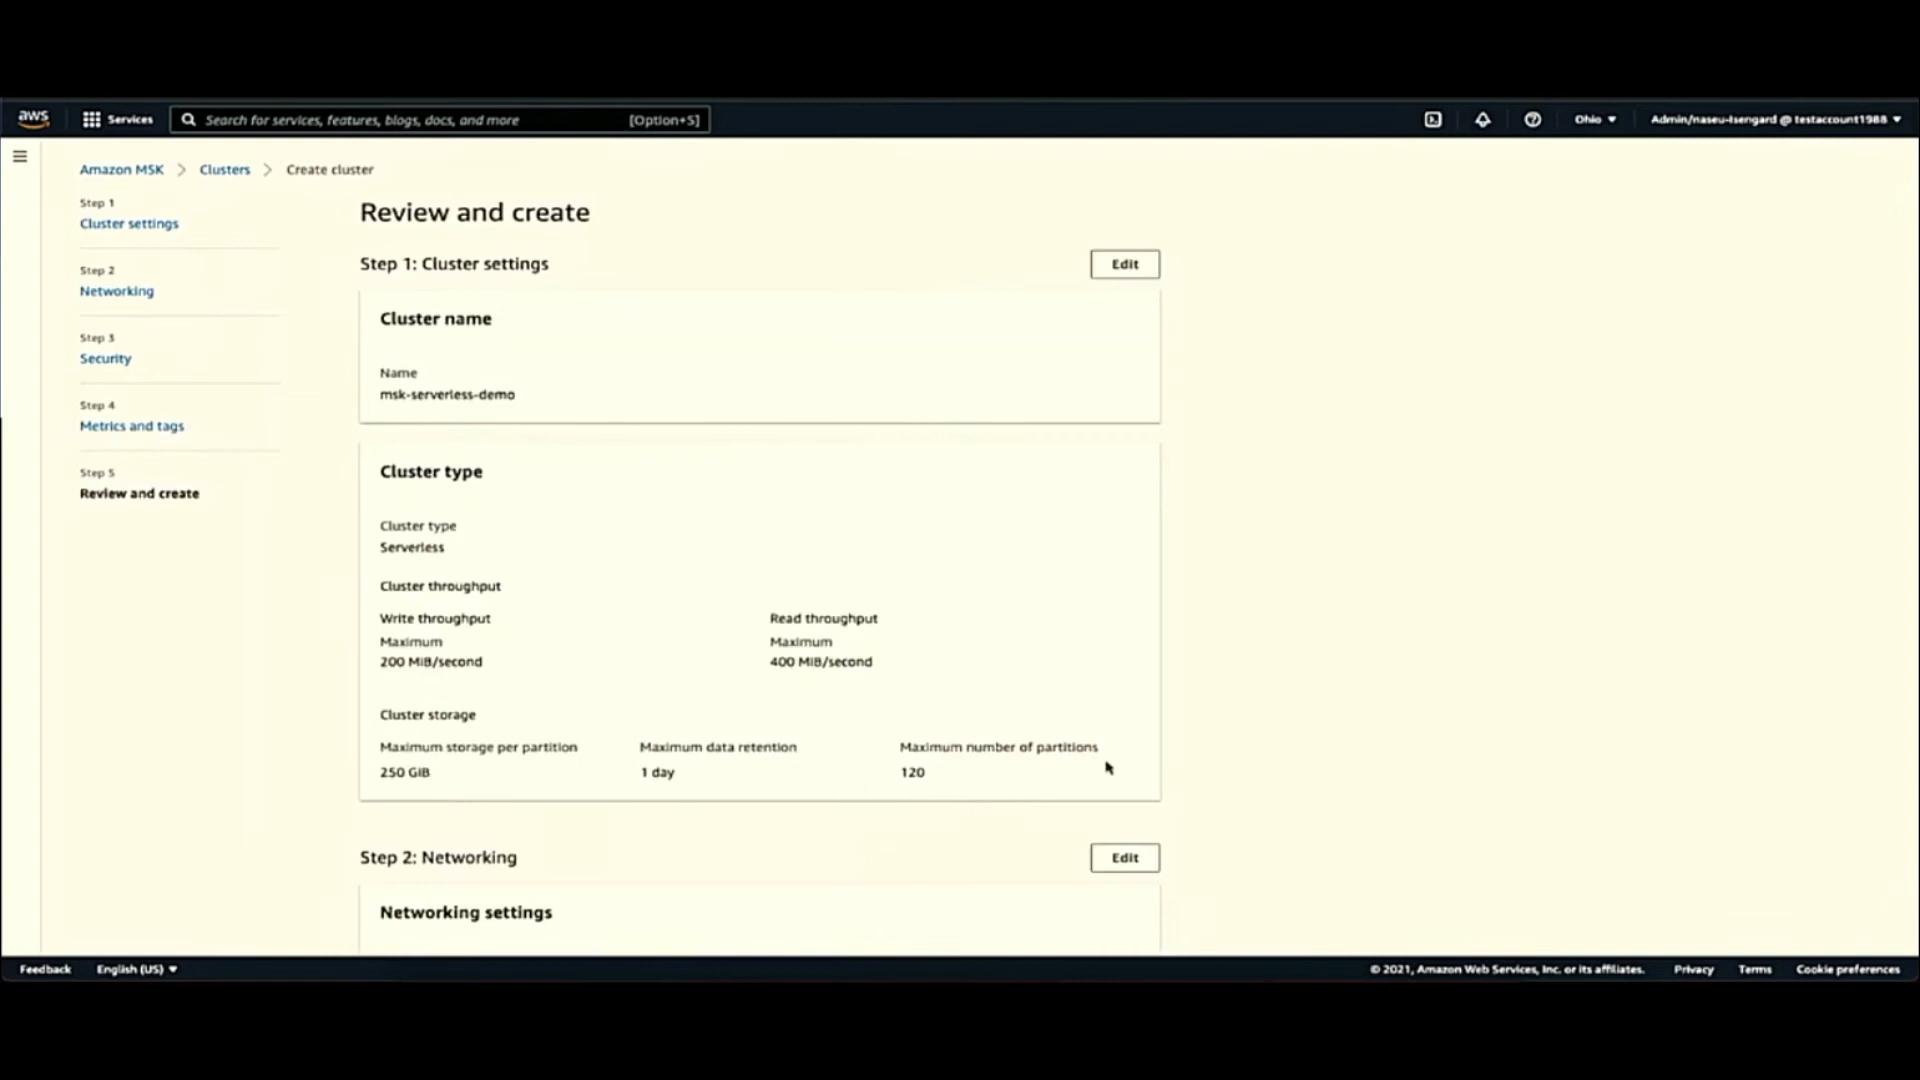 aws
Services
Search for services, features, blogs, docs, and more
[Option+S]
Ohio
Admin/naseu-Isengard @ testaccount1988
Amazon MSK
Clusters
Create cluster
Step 1
Cluster settings
Step 2
Networking
Step 3
Security
Step 4
Metrics and tags
Step 5
Review and create
Review and create
Step 1: Cluster settings
Edit
Cluster name
Name
msk-serverless-demo
Cluster type
Cluster type
Serverless
Cluster throughput
Write throughput
Maximum
200 MiB/second
Read throughput
Maximum
400 MiB/second
Cluster storage
Maximum storage per partition
250 GiB
Maximum data retention
1 day
Maximum number of partitions
120
Step 2: Networking
Edit
Networking settings
Feedback
English (US)
© 2021, Amazon Web Services, Inc. or its affiliates.
Privacy
Terms
Cookie preferences